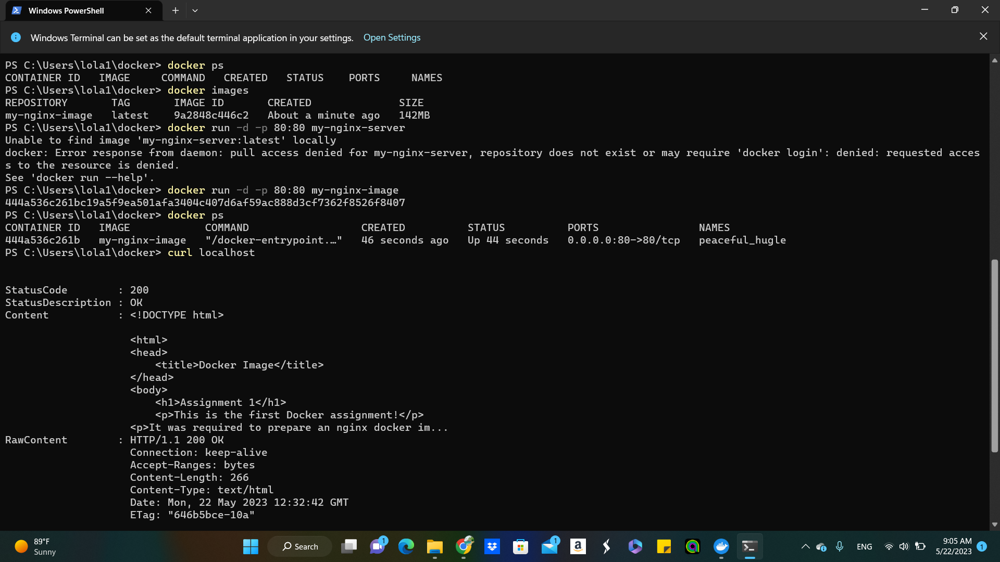 Windows PowerShell
Windows Terminal can be set as the default terminal application in your settings. Open Settings
PS C:\Users\lola1\docker> docker ps
CONTAINER ID   IMAGE     COMMAND   CREATED   STATUS    PORTS     NAMES
PS C:\Users\lola1\docker> docker images
REPOSITORY       TAG       IMAGE ID       CREATED              SIZE
my-nginx-image   latest    9a2848c446c2   About a minute ago   142MB
PS C:\Users\lola1\docker> docker run -d -p 80:80 my-nginx-server
Unable to find image 'my-nginx-server:latest' locally
docker: Error response from daemon: pull access denied for my-nginx-server, repository does not exist or may require 'docker login': denied: requested acces
s to the resource is denied.
See 'docker run --help'.
PS C:\Users\lola1\docker> docker run -d -p 80:80 my-nginx-image
444a536c261bc19a5f9ea501afa3404c407d6af59ac888d3cf7362f8526f8407
PS C:\Users\lola1\docker> docker ps
CONTAINER ID   IMAGE            COMMAND                  CREATED          STATUS          PORTS                NAMES
444a536c261b   my-nginx-image   "/docker-entrypoint.…"   46 seconds ago   Up 44 seconds   0.0.0.0:80->80/tcp   peaceful_hugle
PS C:\Users\lola1\docker> curl localhost
StatusCode        : 200
StatusDescription : OK
Content           : <!DOCTYPE html>
<html>
<head>
<title>Docker Image</title>
</head>
<body>
<h1>Assignment 1</h1>
<p>This is the first Docker assignment!</p>
<p>It was required to prepare an nginx docker im...
RawContent        : HTTP/1.1 200 OK
Connection: keep-alive
Accept-Ranges: bytes
Content-Length: 266
Content-Type: text/html
Date: Mon, 22 May 2023 12:32:42 GMT
ETag: "646b5bce-10a"
89°F
Sunny
Search
1
1
a
ENG
9:05 AM
5/22/2023
1